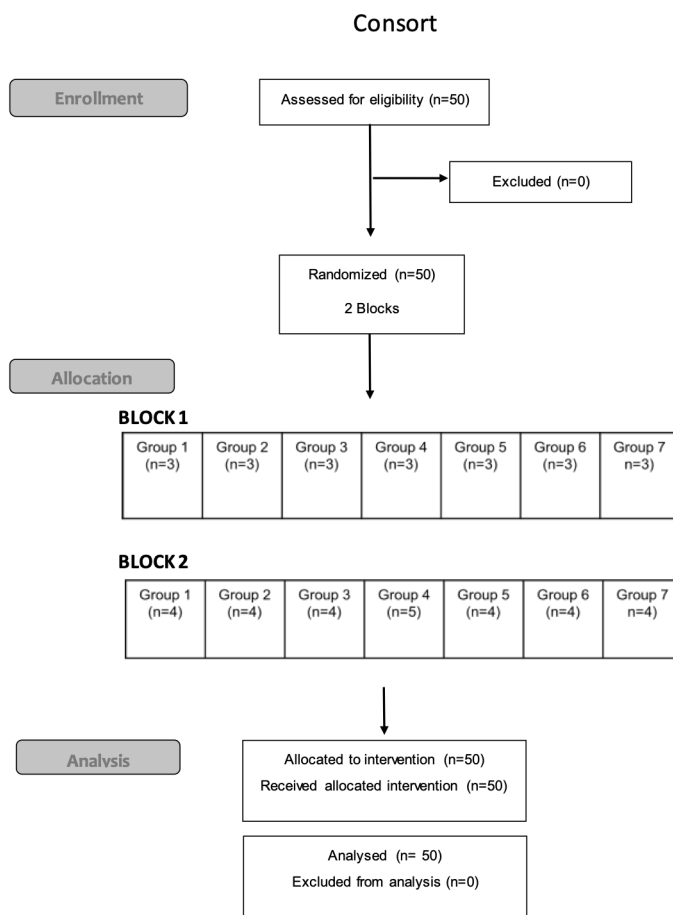 Consort
Enrollment
Assessed for eligibility (n=50)
Excluded (n=0)
Randomized (n=50)
2 Blocks
Allocation
BLOCK 1
Group 1 Group 2 Group 3 Group 4 Group 5 Group 6 Group 7
(n=3) (n=3) (n=3) (n=3) (n=3) (n=3) n=3)
BLOCK 2
Group 1 Group 2 Group 3 Group 4 Group 5 Group 6 Group 7
(n=4) (n=4) (n=4) (n=5) (n=4) (n=4) n=4)
Analysis
Allocated to intervention (n=50)
Received allocated intervention (n=50)
Analysed (n= 50)
Excluded from analysis (n=0)